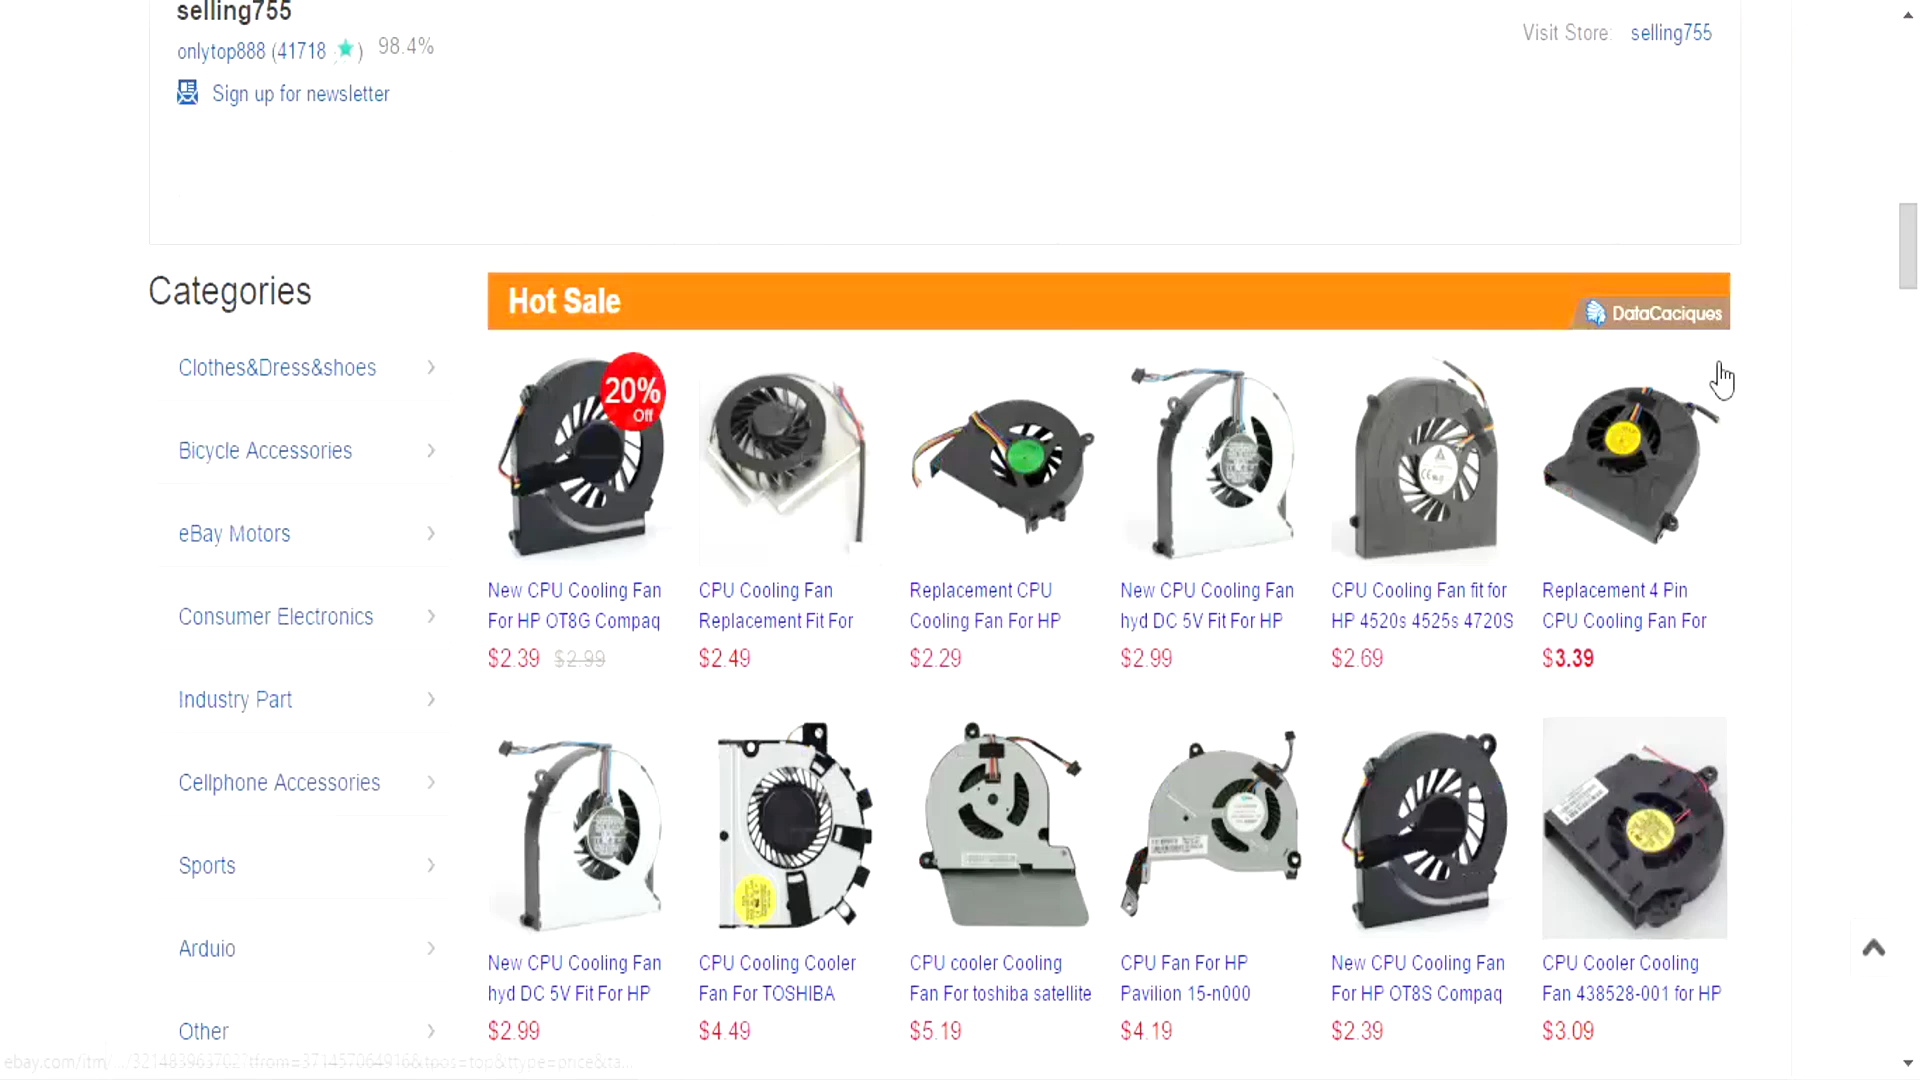 selling755
onlytop888 (41718 ) 98.4%
Visit Store: selling755
Sign up for newsletter
Categories
Hot Sale
DataCaciques
Clothes&Dress&shoes
Bicycle Accessories
eBay Motors
Consumer Electronics
Industry Part
Cellphone Accessories
Sports
Arduio
Other
20%
Off
New CPU Cooling Fan
For HP OT8G Compaq
$2.39 $2.99
CPU Cooling Fan
Replacement Fit For
$2.49
Replacement CPU
Cooling Fan For HP
$2.29
New CPU Cooling Fan
hyd DC 5V Fit For HP
$2.99
CPU Cooling Fan fit for
HP 4520s 4525s 4720S
$2.69
Replacement 4 Pin
CPU Cooling Fan For
$3.39
New CPU Cooling Fan
hyd DC 5V Fit For HP
$2.99
CPU Cooling Cooler
Fan For TOSHIBA
$4.49
CPU cooler Cooling
Fan For toshiba satellite
$5.19
CPU Fan For HP
Pavilion 15-n000
$4.19
New CPU Cooling Fan
For HP OT8S Compaq
$2.39
CPU Cooler Cooling
Fan 438528-001 for HP
$3.09